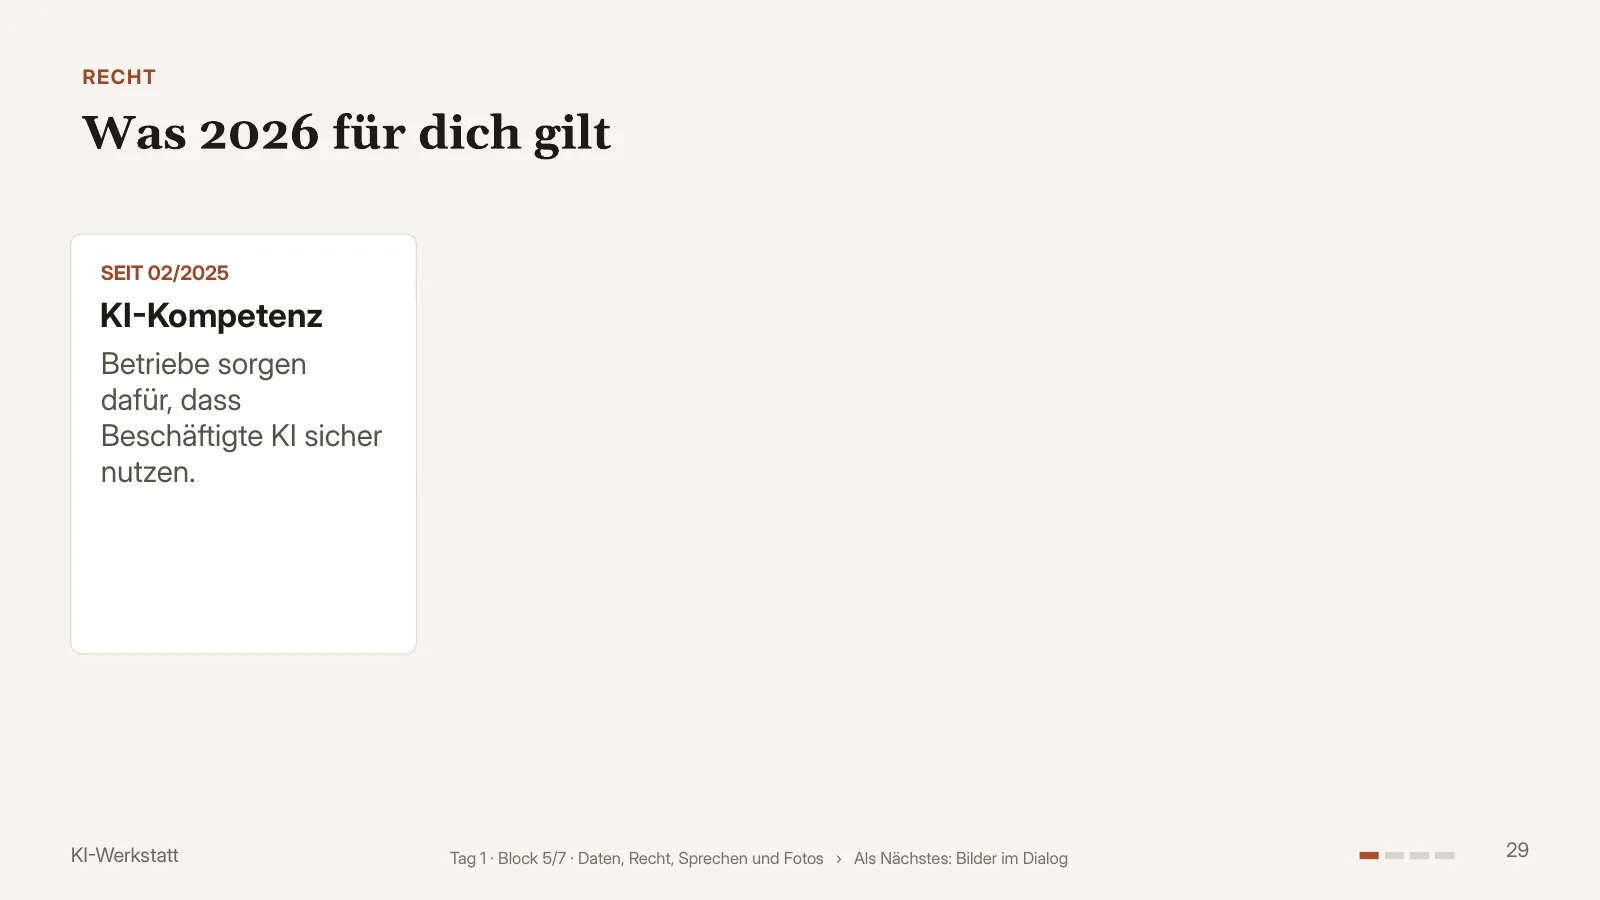 RECHT
Was 2026 für dich gilt
SEIT 02/2025
KI-Kompetenz
Betriebe sorgen
dafür, dass
Beschäftigte KI sicher
nutzen.
KI-Werkstatt
Tag 1 · Block 5/7 · Daten, Recht, Sprechen und Fotos › Als Nächstes: Bilder im Dialog
29